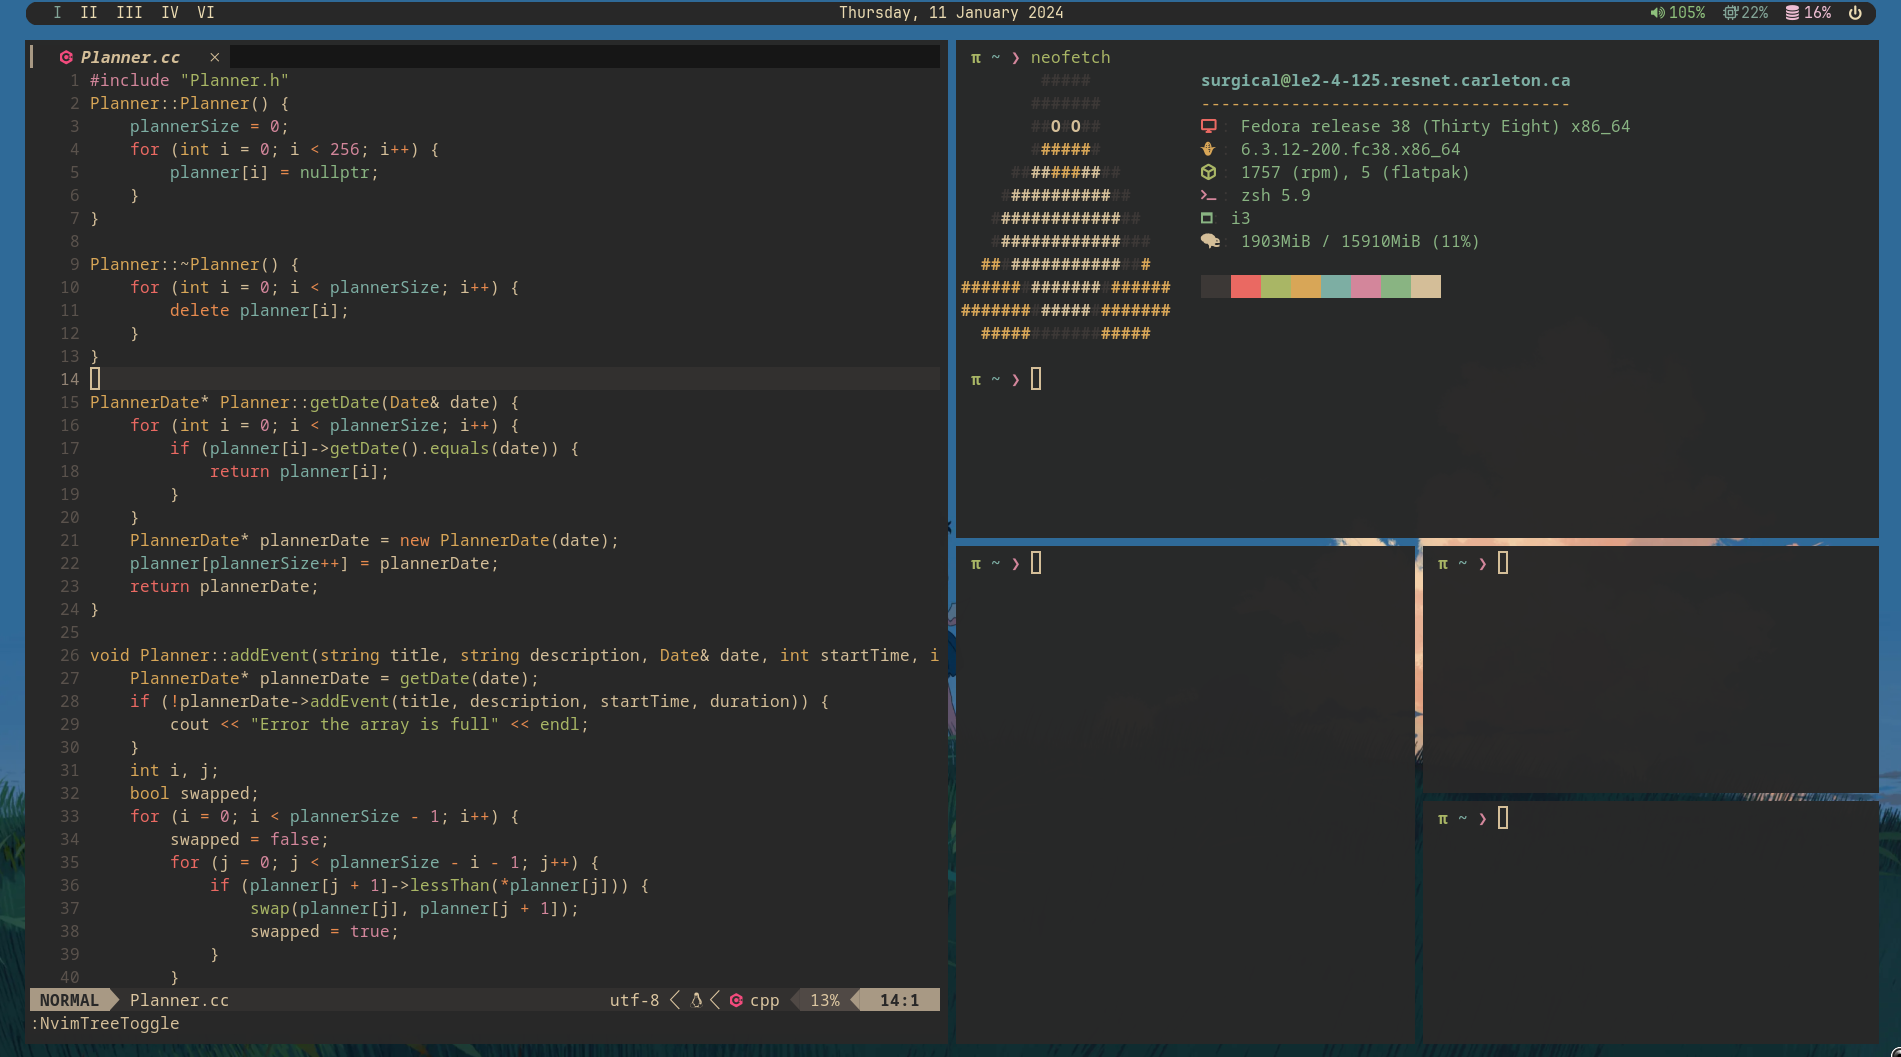 I II III IV VI
Thursday, 11 January 2024
105% 22% 16%
Planner.cc ×
1 #include "Planner.h"
2 Planner::Planner() {
3     plannerSize = 0;
4     for (int i = 0; i < 256; i++) {
5         planner[i] = nullptr;
6     }
7 }
8
9 Planner::~Planner() {
10     for (int i = 0; i < plannerSize; i++) {
11         delete planner[i];
12     }
13 }
14
15 PlannerDate* Planner::getDate(Date& date) {
16     for (int i = 0; i < plannerSize; i++) {
17         if (planner[i]->getDate().equals(date)) {
18             return planner[i];
19         }
20     }
21     PlannerDate* plannerDate = new PlannerDate(date);
22     planner[plannerSize++] = plannerDate;
23     return plannerDate;
24 }
25
26 void Planner::addEvent(string title, string description, Date& date, int startTime, i
27     PlannerDate* plannerDate = getDate(date);
28     if (!plannerDate->addEvent(title, description, startTime, duration)) {
29         cout << "Error the array is full" << endl;
30     }
31     int i, j;
32     bool swapped;
33     for (i = 0; i < plannerSize - 1; i++) {
34         swapped = false;
35         for (j = 0; j < plannerSize - i - 1; j++) {
36             if (planner[j + 1]->lessThan(*planner[j])) {
37                 swap(planner[j], planner[j + 1]);
38                 swapped = true;
39             }
40         }
NORMAL Planner.cc utf-8 cpp 13% 14:1
:NvimTreeToggle
π ~ ❯ neofetch
#####
#######
##O#O##
#######
###########
#############
###############
################
##############​###
#####################
#####################
#################
surgical@le2-4-125.resnet.carleton.ca
-------------------------------------
: Fedora release 38 (Thirty Eight) x86_64
: 6.3.12-200.fc38.x86_64
: 1757 (rpm), 5 (flatpak)
: zsh 5.9
i3
: 1903MiB / 15910MiB (11%)
π ~ ❯
π ~ ❯
π ~ ❯
π ~ ❯